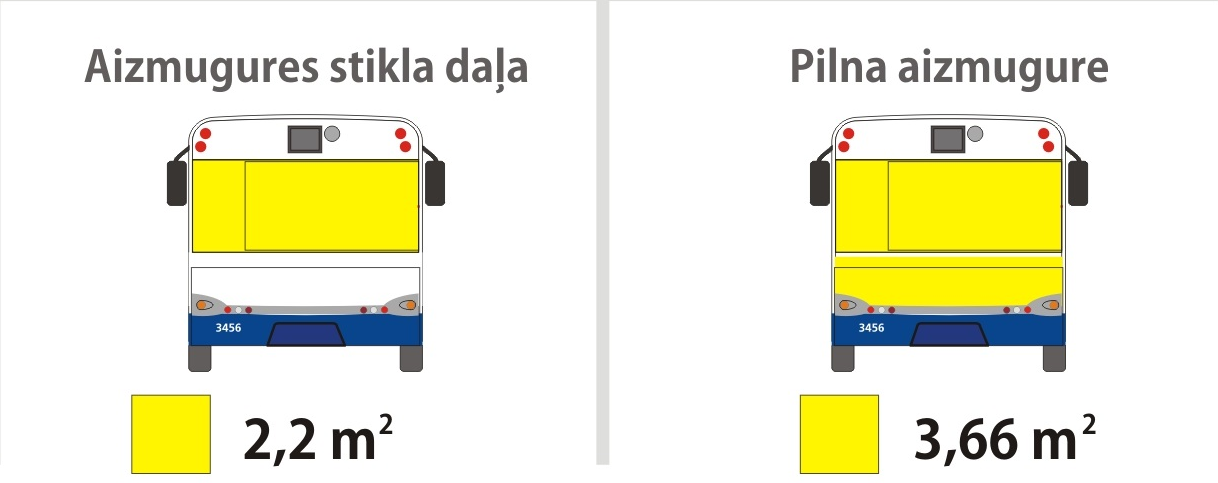 Aizmugures stikla daļa
3456
2,2 m²
Pilna aizmugure
3456
3,66 m²